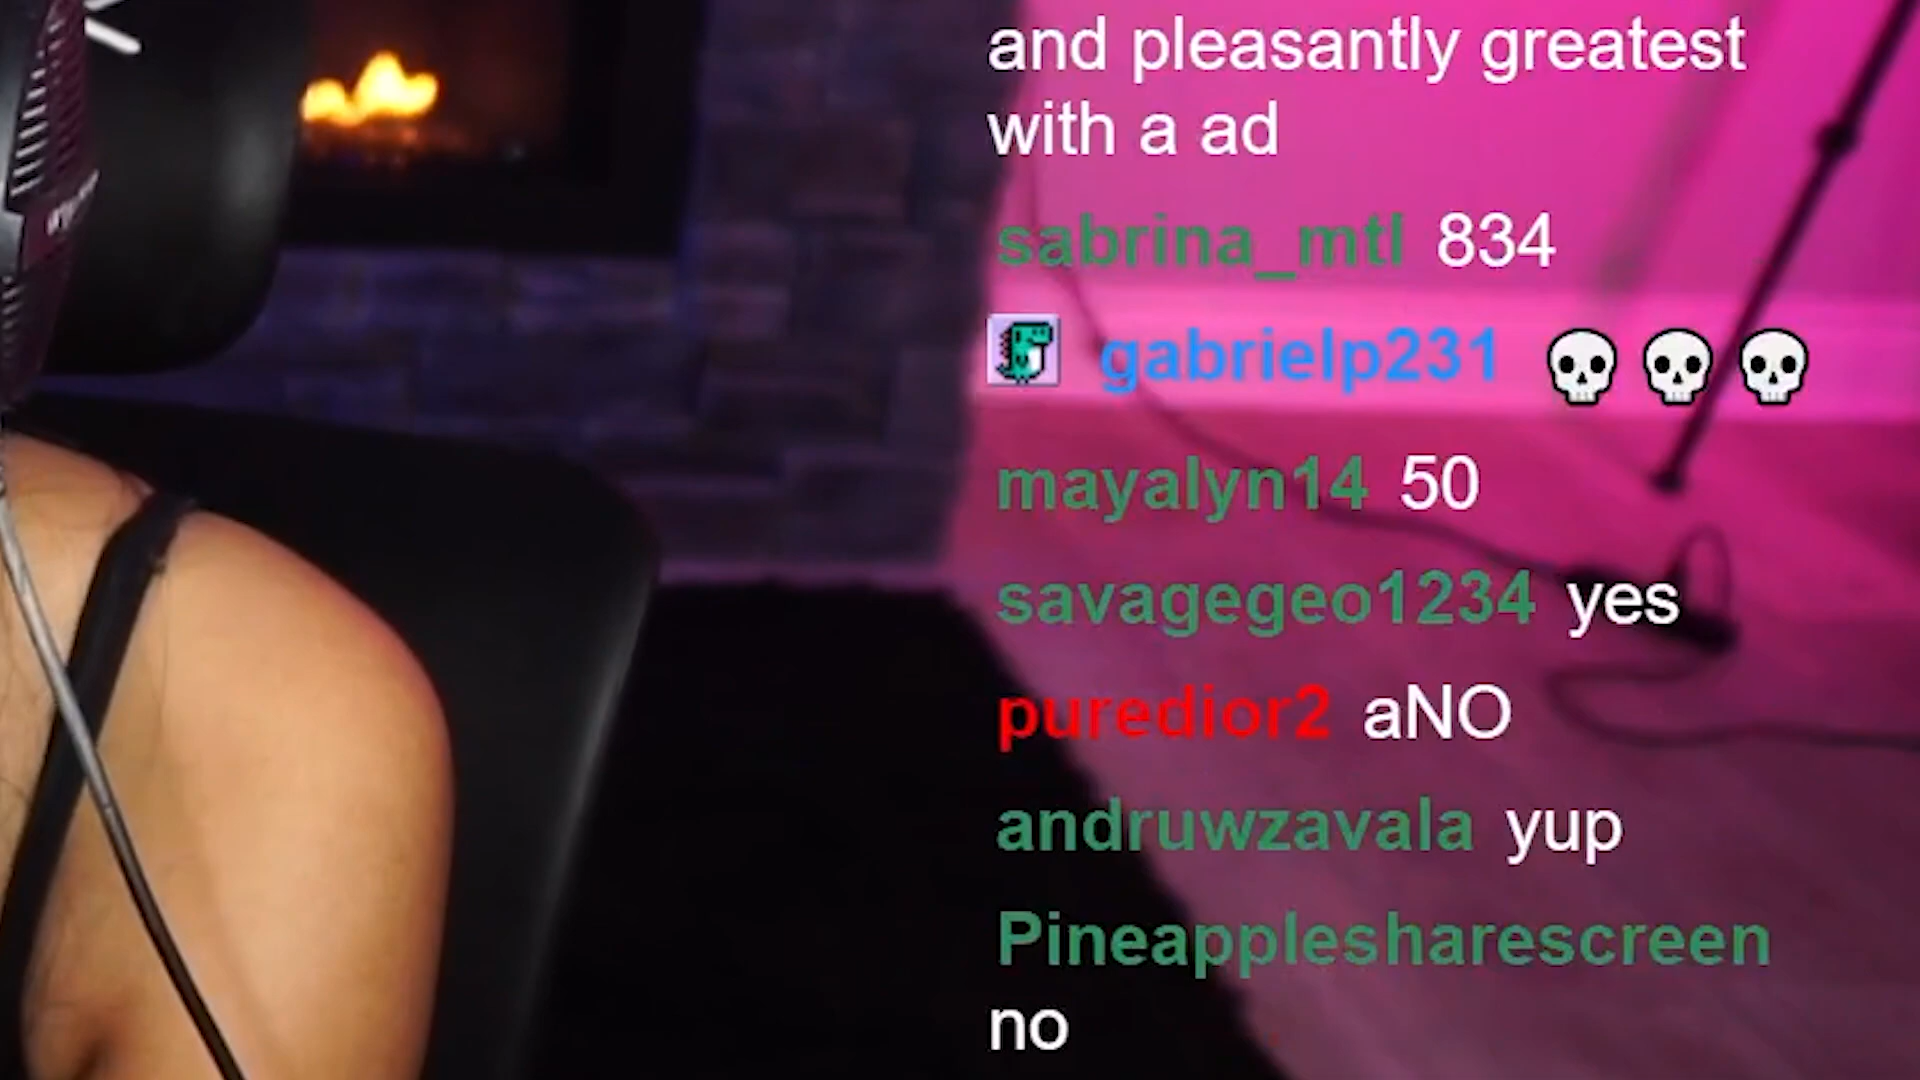 and pleasantly greatest
with a ad
sabrina_mtl 834
gabrielp231 💀 💀 💀
mayalyn14 50
savagegeo1234 yes
puredior2 aNO
andruwzavala yup
Pineapplesharescreen
no